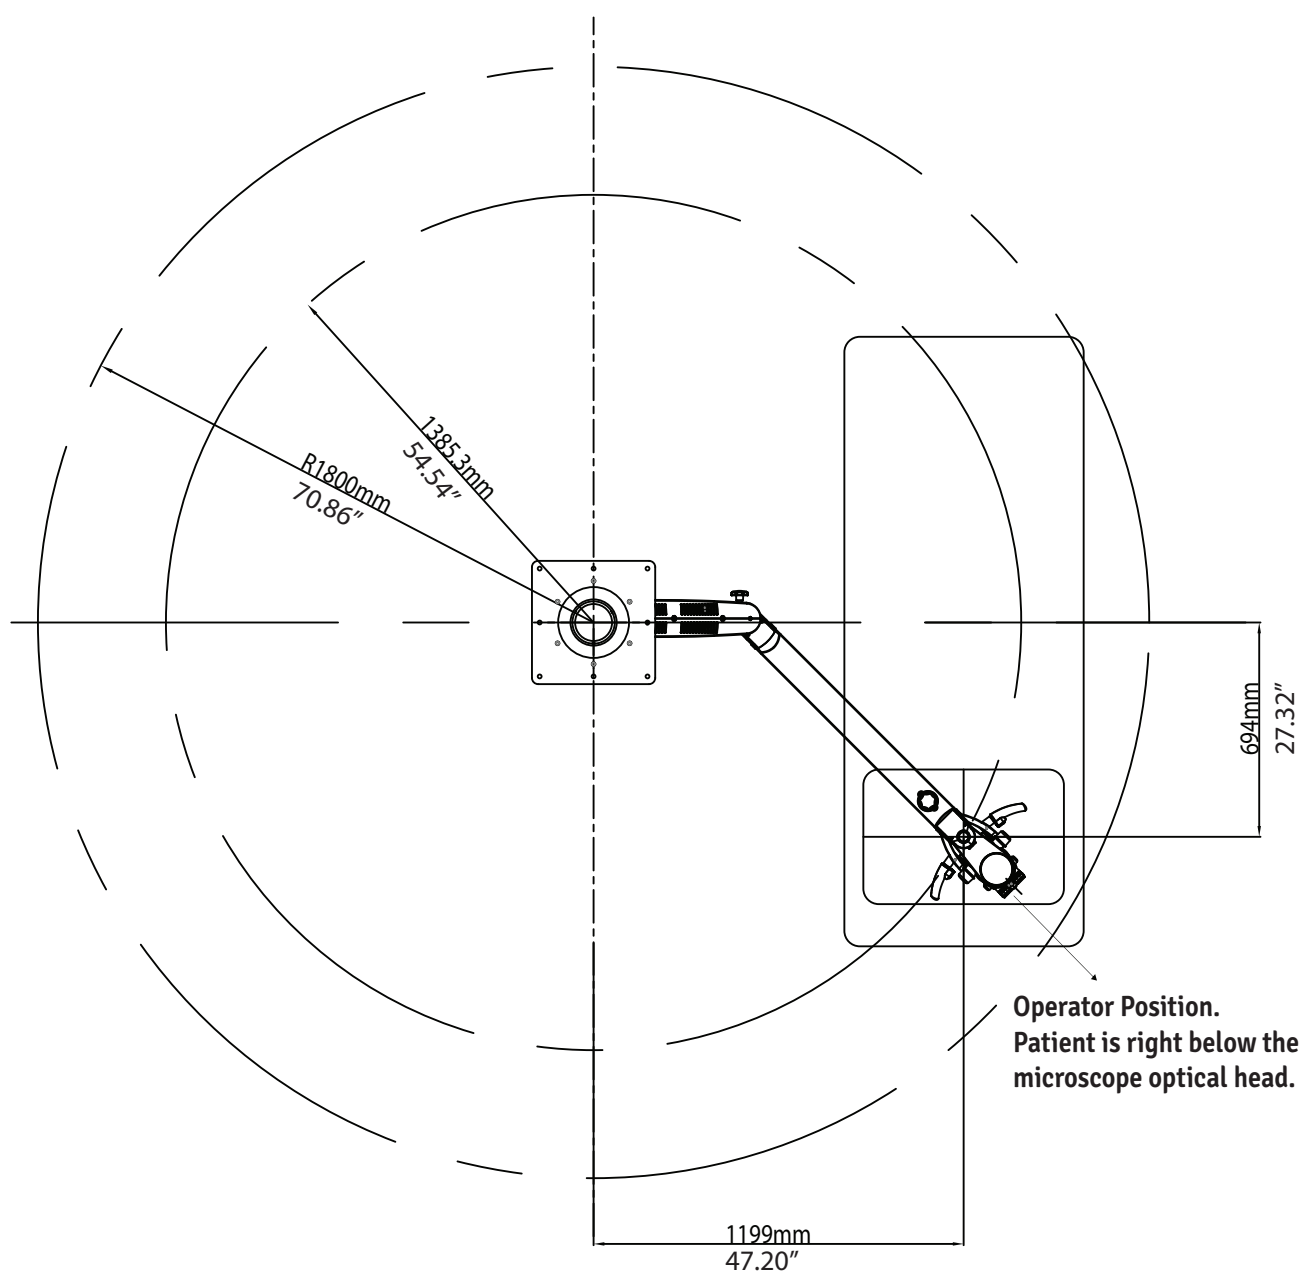 1385.3mm
54.54"
R1800mm
70.86"
694mm
27.32"
Operator Position.
Patient is right below the
microscope optical head.
1199mm
47.20"